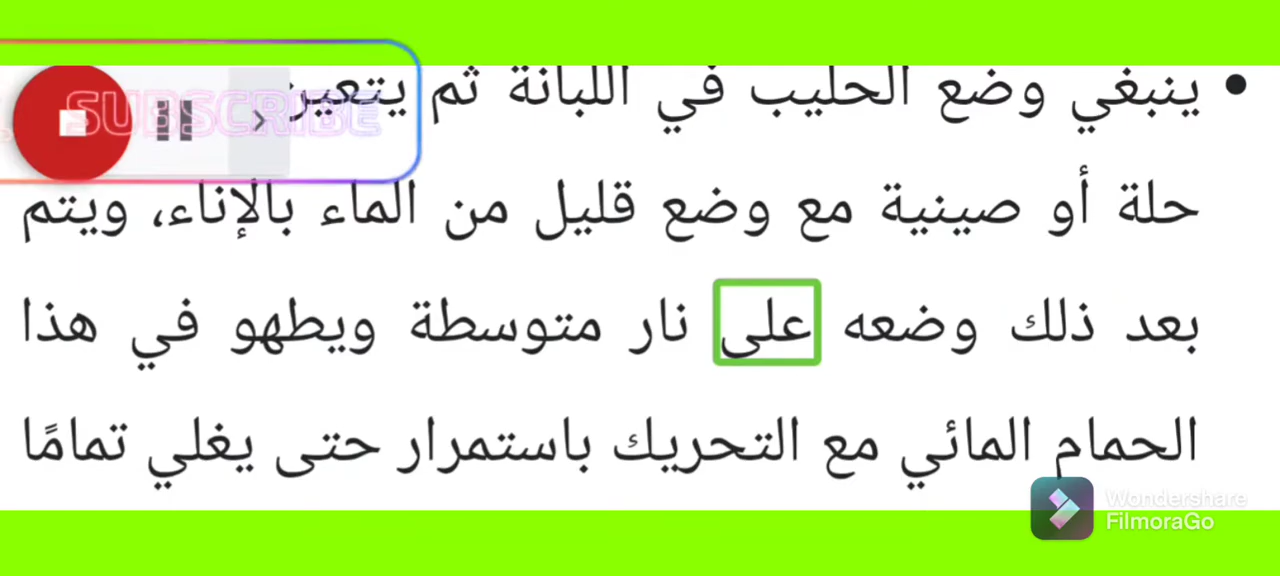 • ينبغي وضع الحليب في اللبانة ثم يتعين
حلة أو صينية مع وضع قليل من الماء بالإناء، ويتم
بعد ذلك وضعه على نار متوسطة ويطهو في هذا
الحمام المائي مع التحريك باستمرار حتى يغلي تمامًا
SUBSCRIBE
Wondershare
FilmoraGo